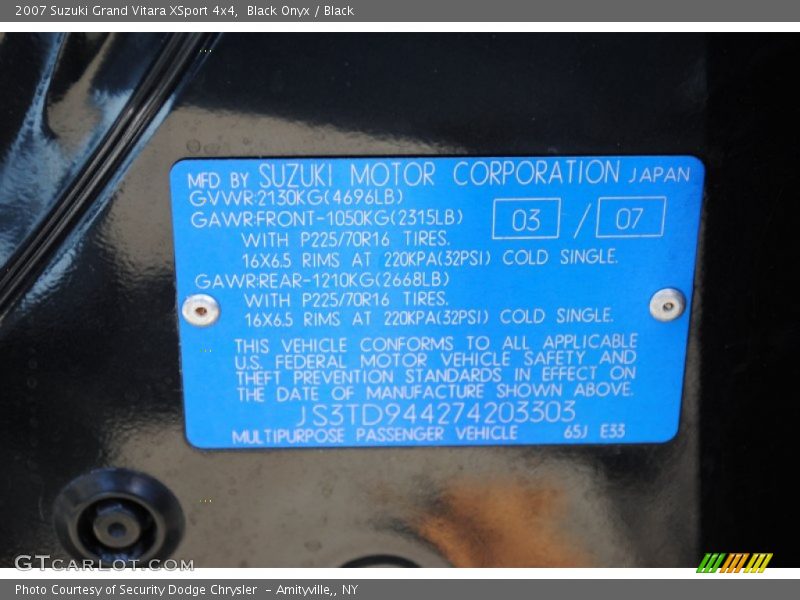 2007 Suzuki Grand Vitara XSport 4x4, Black Onyx / Black
MFD BY SUZUKI MOTOR CORPORATION JAPAN
GVWR:2130KG(4696LB)
GAWR:FRONT-1050KG(2315LB) 03 / 07
WITH P225/70R16 TIRES.
16X6.5 RIMS AT 220KPA(32PSI) COLD SINGLE.
GAWR:REAR-1210KG(2668LB)
WITH P225/70R16 TIRES.
16X6.5 RIMS AT 220KPA(32PSI) COLD SINGLE.
THIS VEHICLE CONFORMS TO ALL APPLICABLE
U.S. FEDERAL MOTOR VEHICLE SAFETY AND
THEFT PREVENTION STANDARDS IN EFFECT ON
THE DATE OF MANUFACTURE SHOWN ABOVE.
JS3TD944274203303
MULTIPURPOSE PASSENGER VEHICLE 65J E33
GTCARLOT.COM
Photo Courtesy of Security Dodge Chrysler - Amityville,, NY